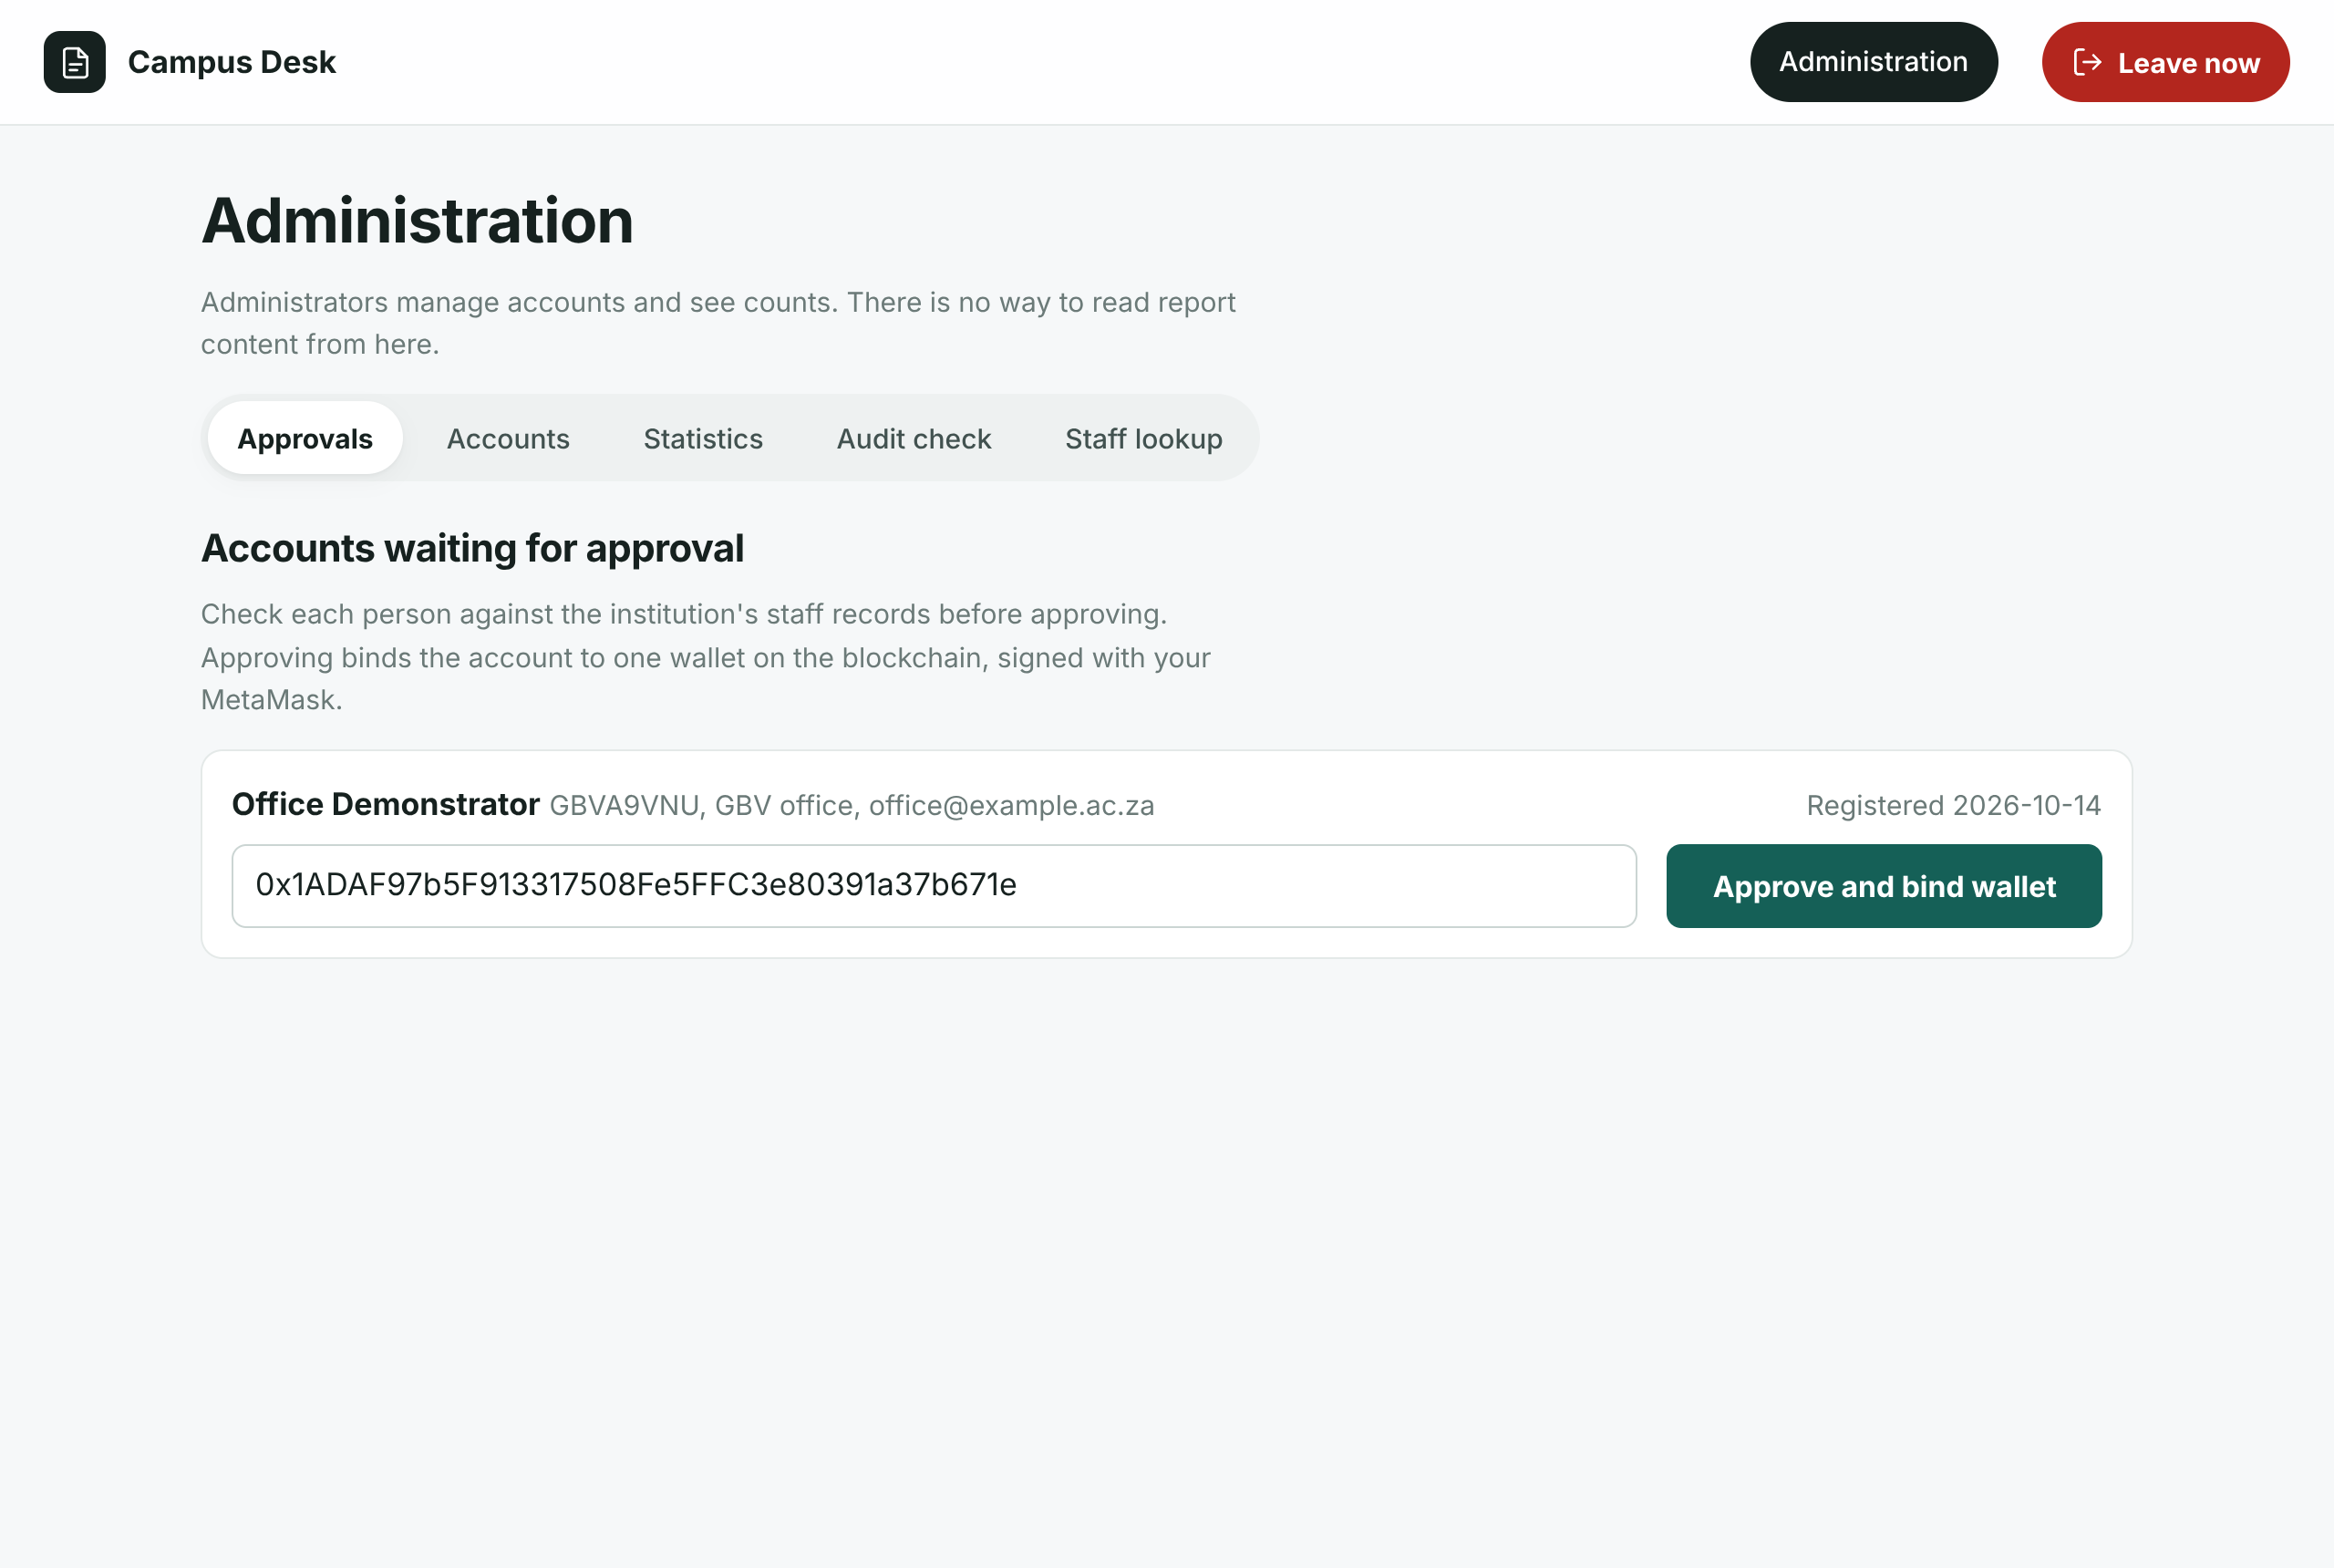 Campus Desk
Administration
Leave now
Administration
Administrators manage accounts and see counts. There is no way to read report
content from here.
Approvals
Accounts
Statistics
Audit check
Staff lookup
Accounts waiting for approval
Check each person against the institution's staff records before approving.
Approving binds the account to one wallet on the blockchain, signed with your
MetaMask.
Office Demonstrator GBVA9VNU, GBV office, office@example.ac.za
Registered 2026-10-14
0x1ADAF97b5F913317508Fe5FFC3e80391a37b671e
Approve and bind wallet